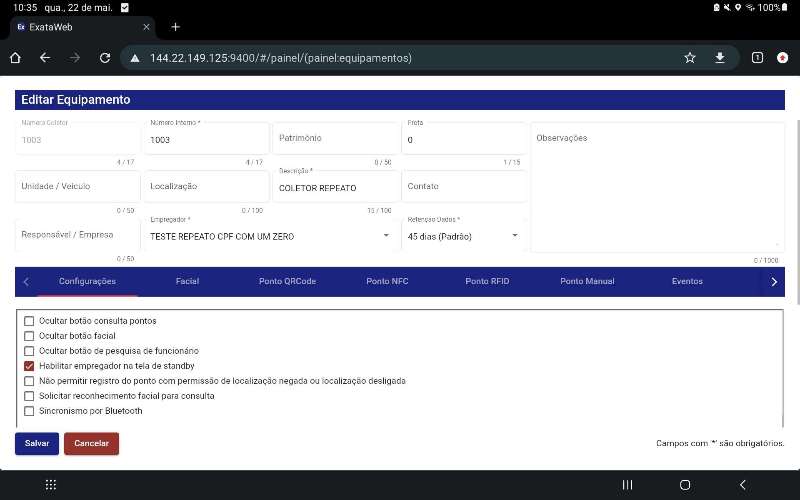 10:35 qua., 22 de mai. 100%
Ex ExataWeb
144.22.149.125:9400/#/painel/(painel:equipamentos)
1
Editar Equipamento
Número Coletor
1003
4 / 17
Número Interno *
1003
4 / 17
Patrimônio
0 / 50
Frota
0
1 / 15
Observações
0 / 1000
Unidade / Veículo
0 / 50
Localização
0 / 100
Descrição *
COLETOR REPEATO
15 / 100
Contato
Responsável / Empresa
0 / 50
Empregador *
TESTE REPEATO CPF COM UM ZERO
Retenção Dados *
45 dias (Padrão)
Configurações Facial Ponto QRCode Ponto NFC Ponto RFID Ponto Manual Eventos
Ocultar botão consulta pontos
Ocultar botão facial
Ocultar botão de pesquisa de funcionário
Habilitar empregador na tela de standby
Não permitir registro do ponto com permissão de localização negada ou localização desligada
Solicitar reconhecimento facial para consulta
Sincronismo por Bluetooth
Salvar Cancelar Campos com '*' são obrigatórios.